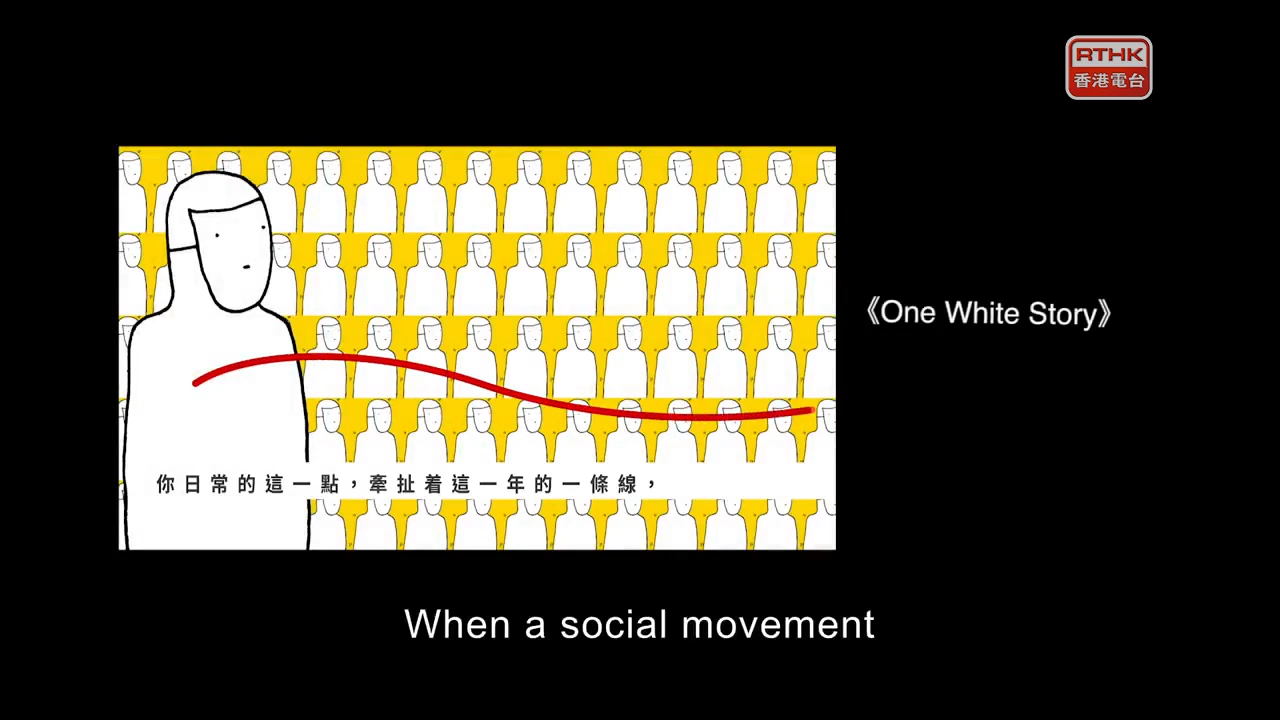 RTHK
香港電台
《One White Story》
你日常的這一點，牽扯着這一年的一條線，
When a social movement